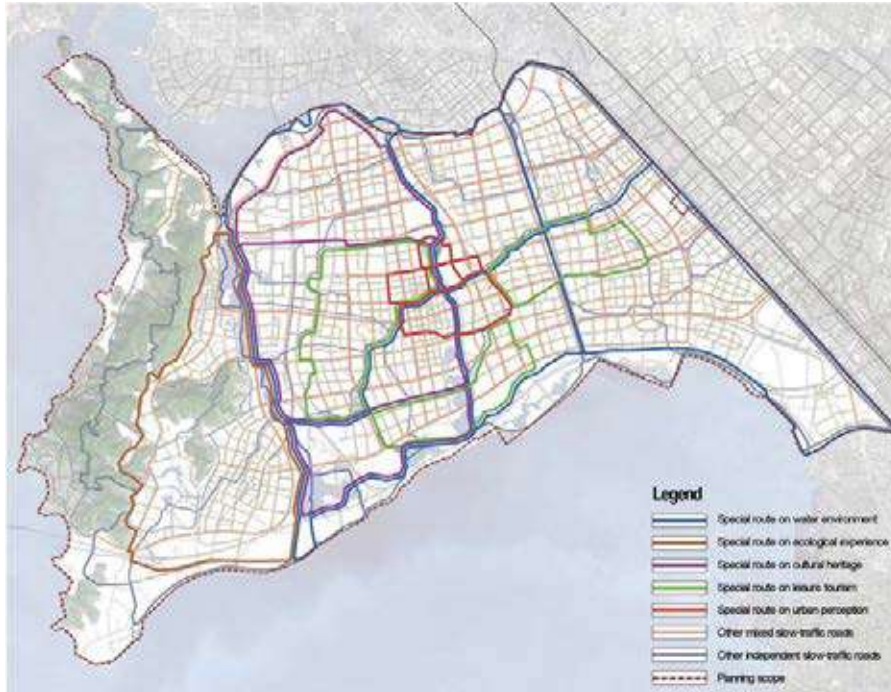 Legend
Special route on water environment
Special route on ecological experience
Special route on cultural heritage
Special route on leisure tourism
Special route on urban perception
Other mixed slow-traffic roads
Other independent slow-traffic roads
Planning scope